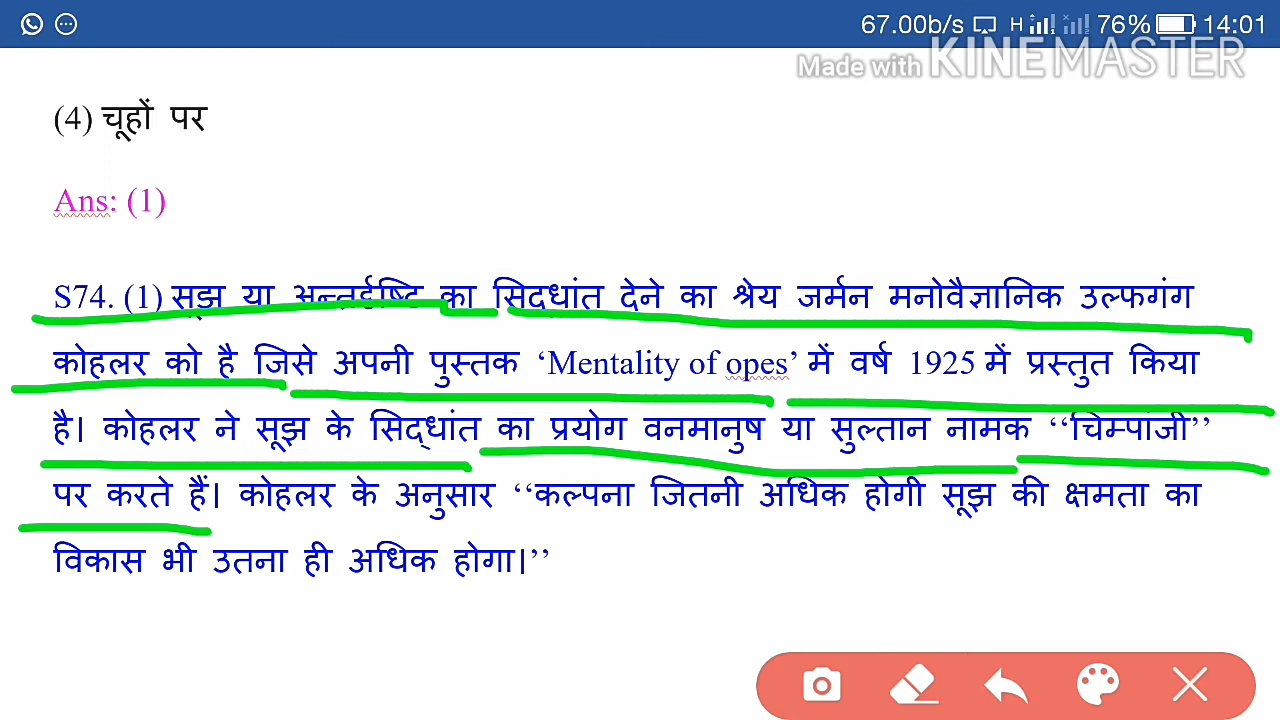 67.00b/s H 76% 14:01
Made with KINEMASTER
(4) चूहों पर
Ans: (1)
S74. (1) सूझ या अन्तर्दृष्टि का सिद्धांत देने का श्रेय जर्मन मनोवैज्ञानिक उल्फगंग
कोहलर को है जिसे अपनी पुस्तक ‘Mentality of opes’ में वर्ष 1925 में प्रस्तुत किया
है। कोहलर ने सूझ के सिद्धांत का प्रयोग वनमानुष या सुल्तान नामक ‘‘चिम्पांजी’’
पर करते हैं। कोहलर के अनुसार ‘‘कल्पना जितनी अधिक होगी सूझ की क्षमता का
विकास भी उतना ही अधिक होगा।’’